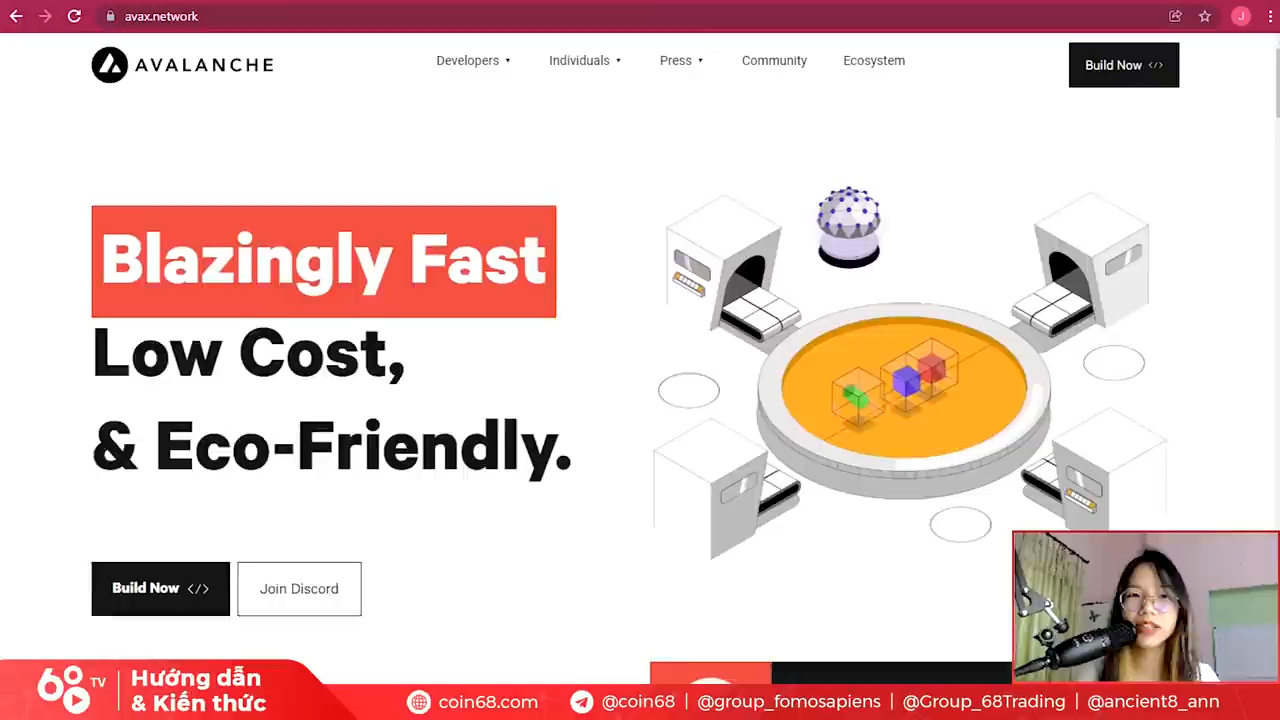 avax.network
J
AVALANCHE
Developers ▾ Individuals ▾ Press ▾ Community Ecosystem
Build Now </>
Blazingly Fast
Low Cost,
& Eco-Friendly.
Build Now </>
Join Discord
68 TV
Hướng dẫn
& Kiến thức
coin68.com
@coin68 | @group_fomosapiens | @Group_68Trading | @ancient8_ann